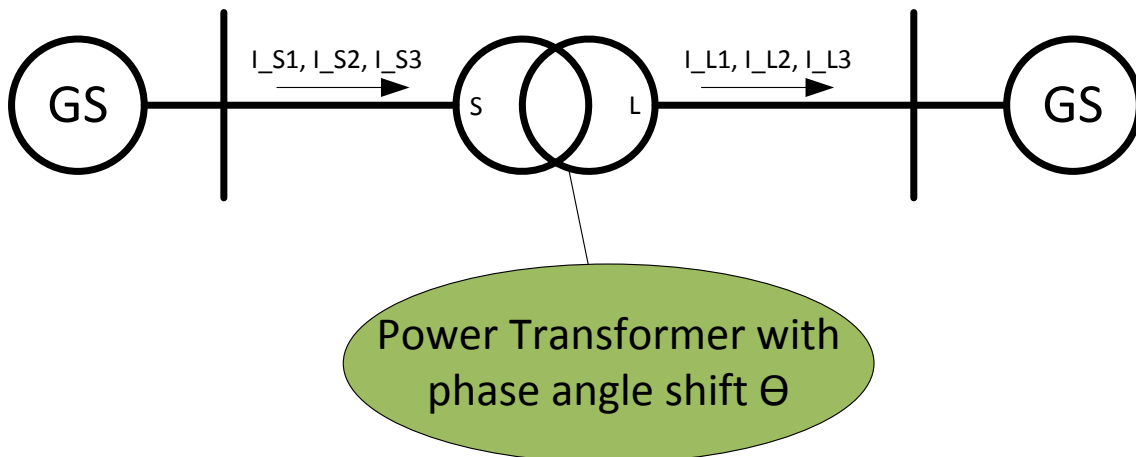 I_S1, I_S2, I_S3
I_L1, I_L2, I_L3
GS
S
L
GS
Power Transformer with
phase angle shift Ɵ